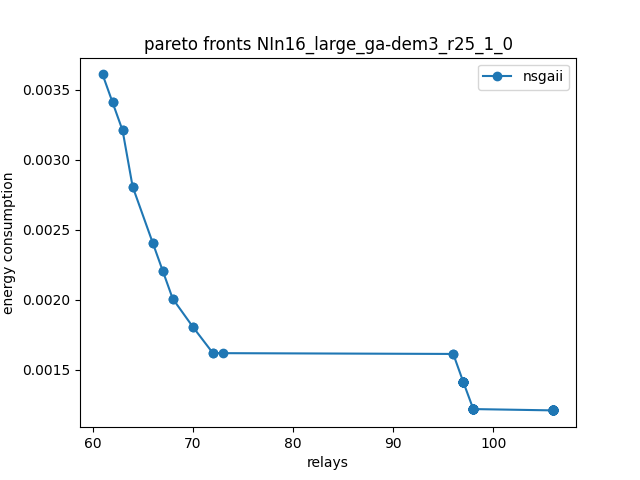 pareto fronts NIn16_large_ga-dem3_r25_1_0
nsgaii
energy consumption
0.0035
0.0030
0.0025
0.0020
0.0015
60 70 80 90 100
relays